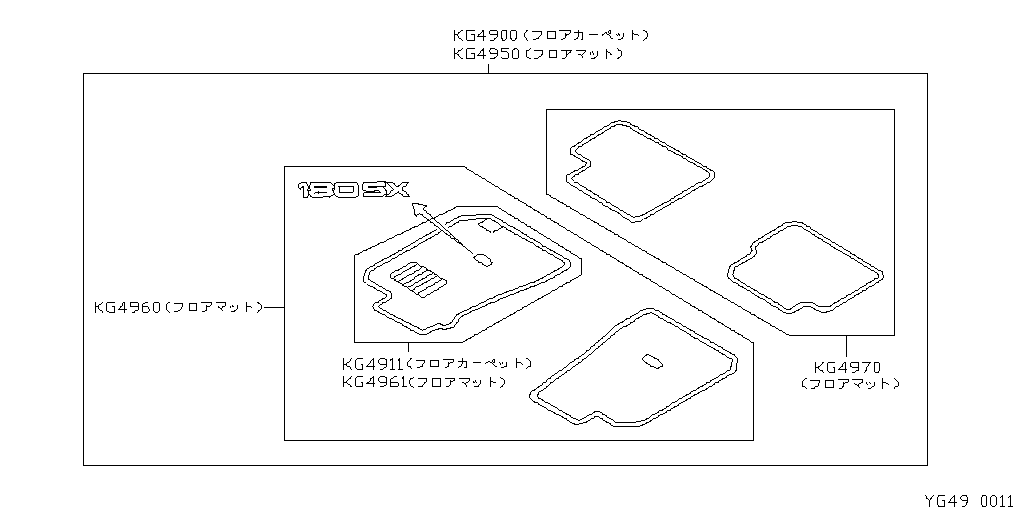 KG4900(フロアカーペット)
KG4950(フロアマット)
180SX
KG4960(フロアマット)
KG4911(フロアカーペット)
KG4961(フロアマット)
KG4970
(フロアマット)
YG49 0011